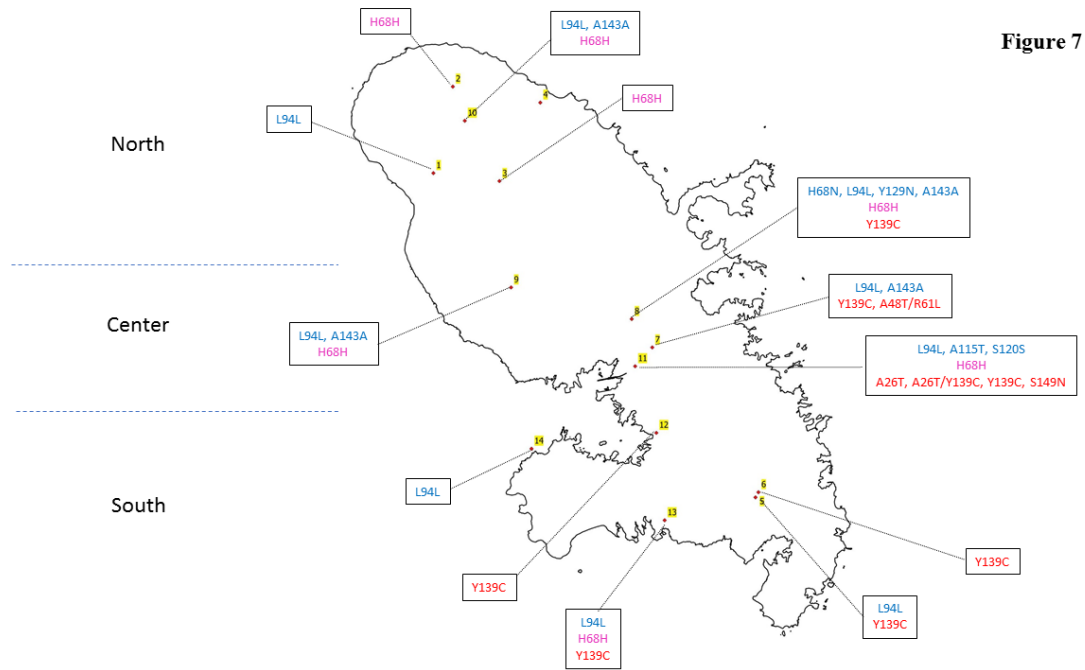 Figure 7
H68H
L94L, A143A
H68H
2
4
10
H68H
L94L
North
1
3
H68N, L94L, Y129N, A143A
H68H
Y139C
9
L94L, A143A
Y139C, A48T/R61L
8
Center
L94L, A143A
H68H
7
11
L94L, A115T, S120S
H68H
A26T, A26T/Y139C, Y139C, S149N
12
14
L94L
South
6
5
13
Y139C
Y139C
L94L
H68H
Y139C
L94L
Y139C